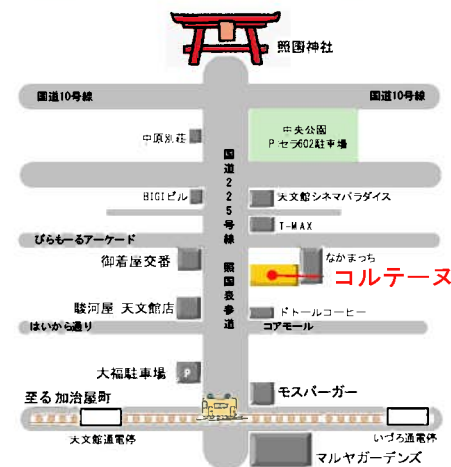 照国神社
国道10号線
国道10号線
中原別荘
中央公園
Pセラ602駐車場
国道225号線 照国表参道
BIGIビル
天文館シネマパラダイス
T-MAX
ぴらもーるアーケード
御着屋交番
なかまっち
コルテーヌ
駿河屋 天文館店
ドトールコーヒー
はいから通り
コアモール
大福駐車場
P
モスバーガー
至る 加治屋町
天文館通電停
いづろ通電停
マルヤガーデンズ